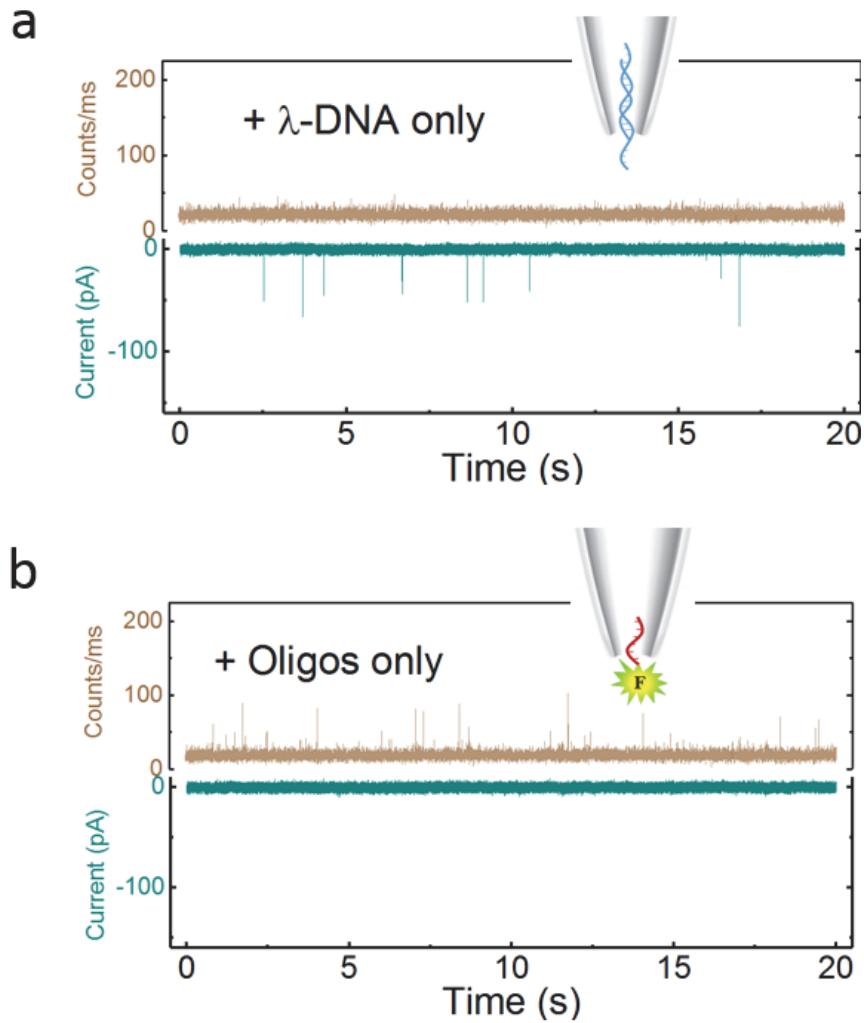 a
200
100
0
Counts/ms
+ λ-DNA only
0
-100
Current (pA)
0 5 10 15 20
Time (s)
b
200
100
0
Counts/ms
+ Oligos only
F
0
-100
Current (pA)
0 5 10 15 20
Time (s)